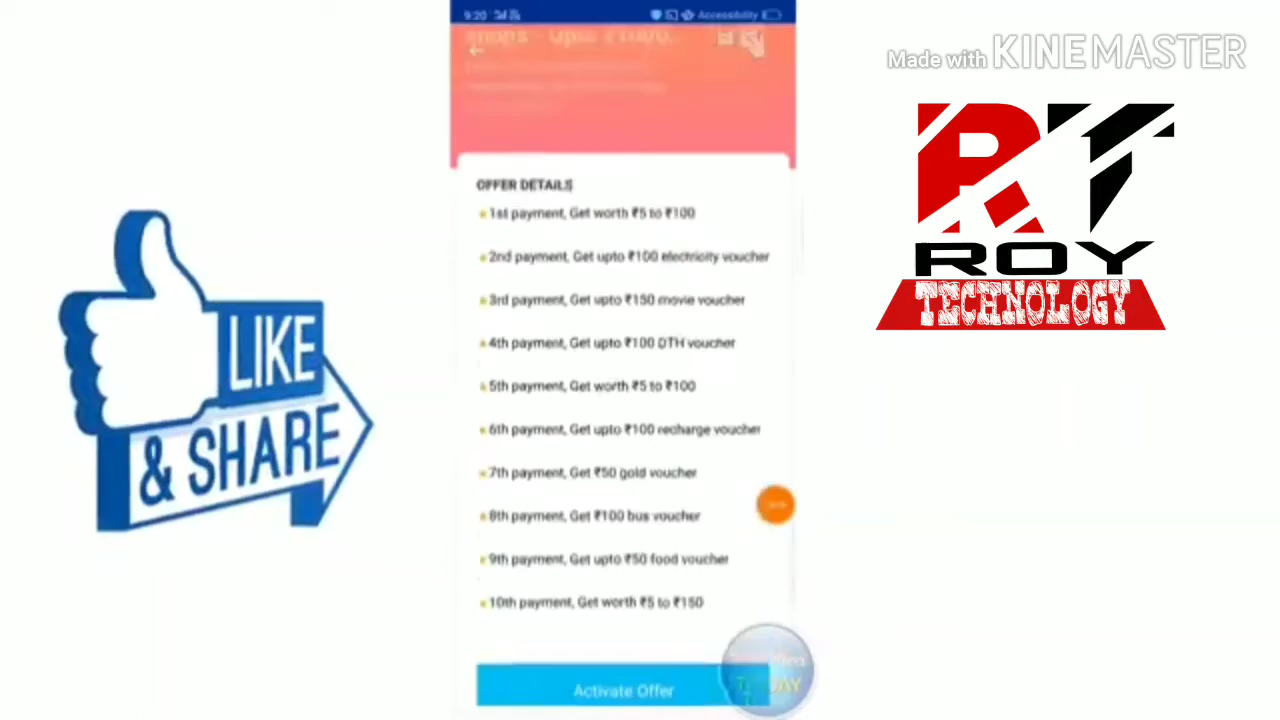 9:20
Accessibility
OFFER DETAILS
1st payment, Get worth ₹5 to ₹100
2nd payment, Get upto ₹100 electricity voucher
3rd payment, Get upto ₹150 movie voucher
4th payment, Get upto ₹100 DTH voucher
5th payment, Get worth ₹5 to ₹100
6th payment, Get upto ₹100 recharge voucher
7th payment, Get ₹50 gold voucher
8th payment, Get ₹100 bus voucher
9th payment, Get upto ₹50 food voucher
10th payment, Get worth ₹5 to ₹150
Activate Offer
LIKE
& SHARE
Made with KINEMASTER
RT
ROY
TECHNOLOGY